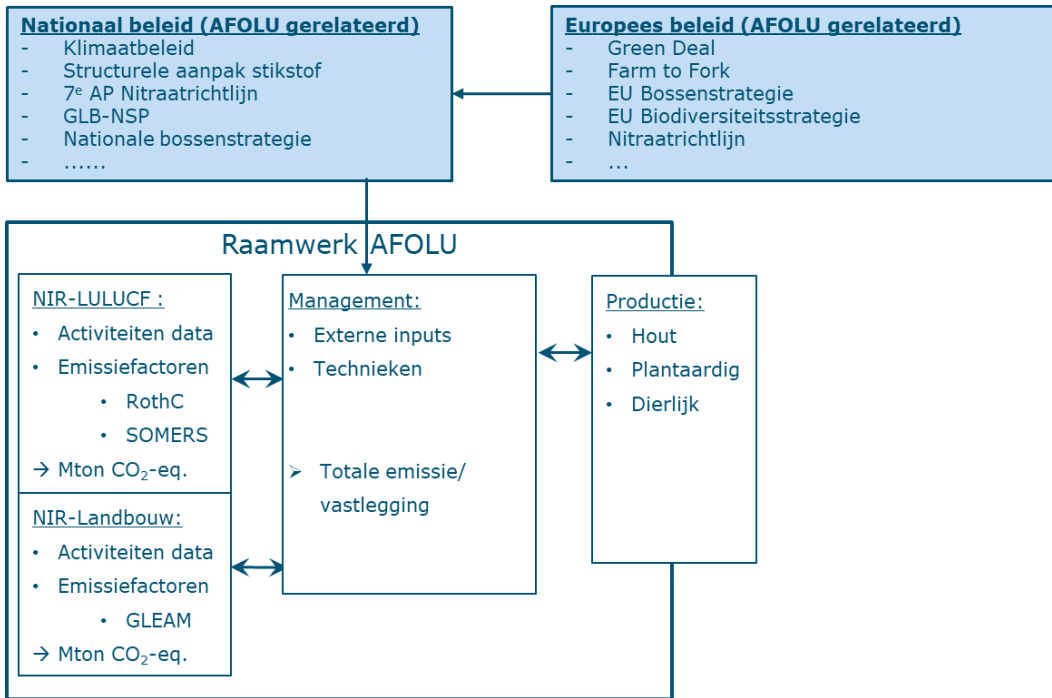 Nationaal beleid (AFOLU gerelateerd)
- Klimaatbeleid
- Structurele aanpak stikstof
- 7e AP Nitraatrichtlijn
- GLB-NSP
- Nationale bossenstrategie
- ......
Europees beleid (AFOLU gerelateerd)
- Green Deal
- Farm to Fork
- EU Bossenstrategie
- EU Biodiversiteitsstrategie
- Nitraatrichtlijn
- ...
Raamwerk AFOLU
NIR-LULUCF :
• Activiteiten data
• Emissiefactoren
• RothC
• SOMERS
→ Mton CO₂-eq.
NIR-Landbouw:
• Activiteiten data
• Emissiefactoren
• GLEAM
→ Mton CO₂-eq.
Management:
• Externe inputs
• Technieken
➢ Totale emissie/
vastlegging
Productie:
• Hout
• Plantaardig
• Dierlijk